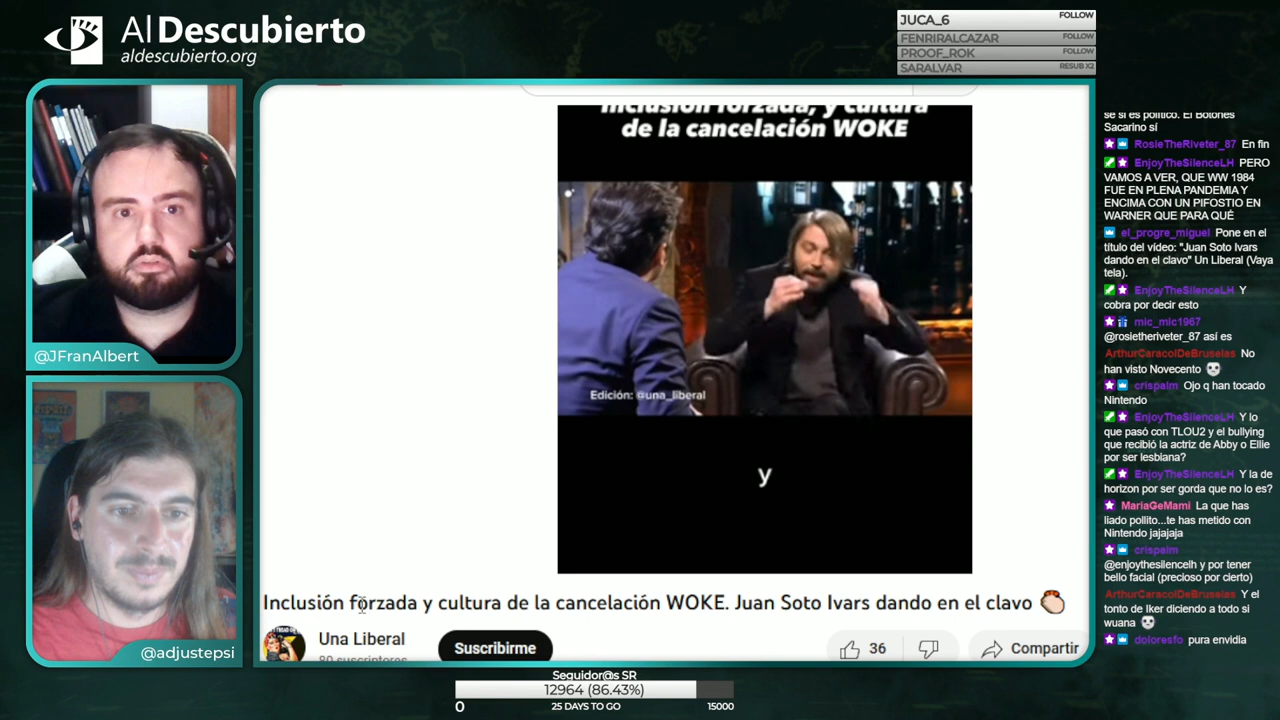 Al Descubierto
aldescubierto.org
JUCA_6 FOLLOW
FENRIRALCAZAR FOLLOW
PROOF_ROK FOLLOW
SARALVAR RESUB X2
@JFranAlbert
@adjustepsi
Inclusión forzada, y cultura
de la cancelación WOKE
Edición: @una_liberal
y
Inclusión forzada y cultura de la cancelación WOKE. Juan Soto Ivars dando en el clavo
Una Liberal
80 suscriptores
Suscribirme
36
Compartir
Seguidor@s SR
12964 (86.43%)
0 25 DAYS TO GO 15000
se si es político. El Botones
Sacarino sí
RosieTheRiveter_87 En fin
EnjoyTheSilenceLH PERO
VAMOS A VER, QUE WW 1984
FUE EN PLENA PANDEMIA Y
ENCIMA CON UN PIFOSTIO EN
WARNER QUE PARA QUÉ
el_progre_miguel Pone en el
título del vídeo: "Juan Soto Ivars
dando en el clavo" Un Liberal (Vaya
tela).
EnjoyTheSilenceLH Y
cobra por decir esto
mic_mic1967
@rosietheriveter_87 así es
ArthurCaracolDeBruselas No
han visto Novecento
crispalm Ojo q han tocado
Nintendo
EnjoyTheSilenceLH Y lo
que pasó con TLOU2 y el bullying
que recibió la actriz de Abby o Ellie
por ser lesbiana?
EnjoyTheSilenceLH Y la de
horizon por ser gorda que no lo es?
MariaGeMami La que has
liado pollito...te has metido con
Nintendo jajajaja
crispalm
@enjoythesilencelh y por tener
bello facial (precioso por cierto)
ArthurCaracolDeBruselas Y el
tonto de Iker diciendo a todo si
wuana
doloresfo pura envidia